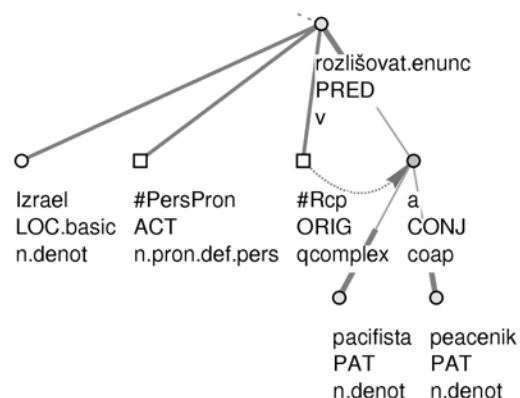 rozlišovat.enunc
PRED
v
Izrael #PersPron #Rcp a
LOC.basic ACT ORIG CONJ
n.denot n.pron.def.pers qcomplex coap
pacifista peacenik
PAT PAT
n.denot n.denot